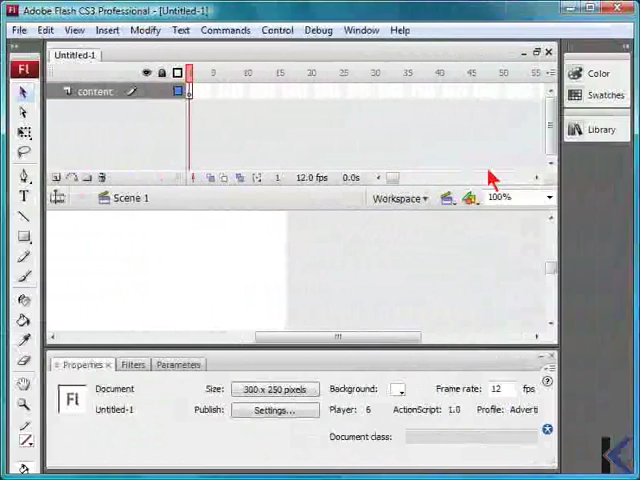 Adobe Flash CS3 Professional - [Untitled-1]
File Edit View Insert Modify Text Commands Control Debug Window Help
Untitled-1
Fl
5 10 15 20 25 30 35 40 45 50 55
content
1 12.0 fps 0.0s
Scene 1 Workspace 100%
Color
Swatches
Library
T
Properties × Filters Parameters
Fl
Document Size: 300 x 250 pixels Background: Frame rate: 12 fps
Untitled-1 Publish: Settings... Player: 6 ActionScript: 1.0 Profile: Adverti
Document class: